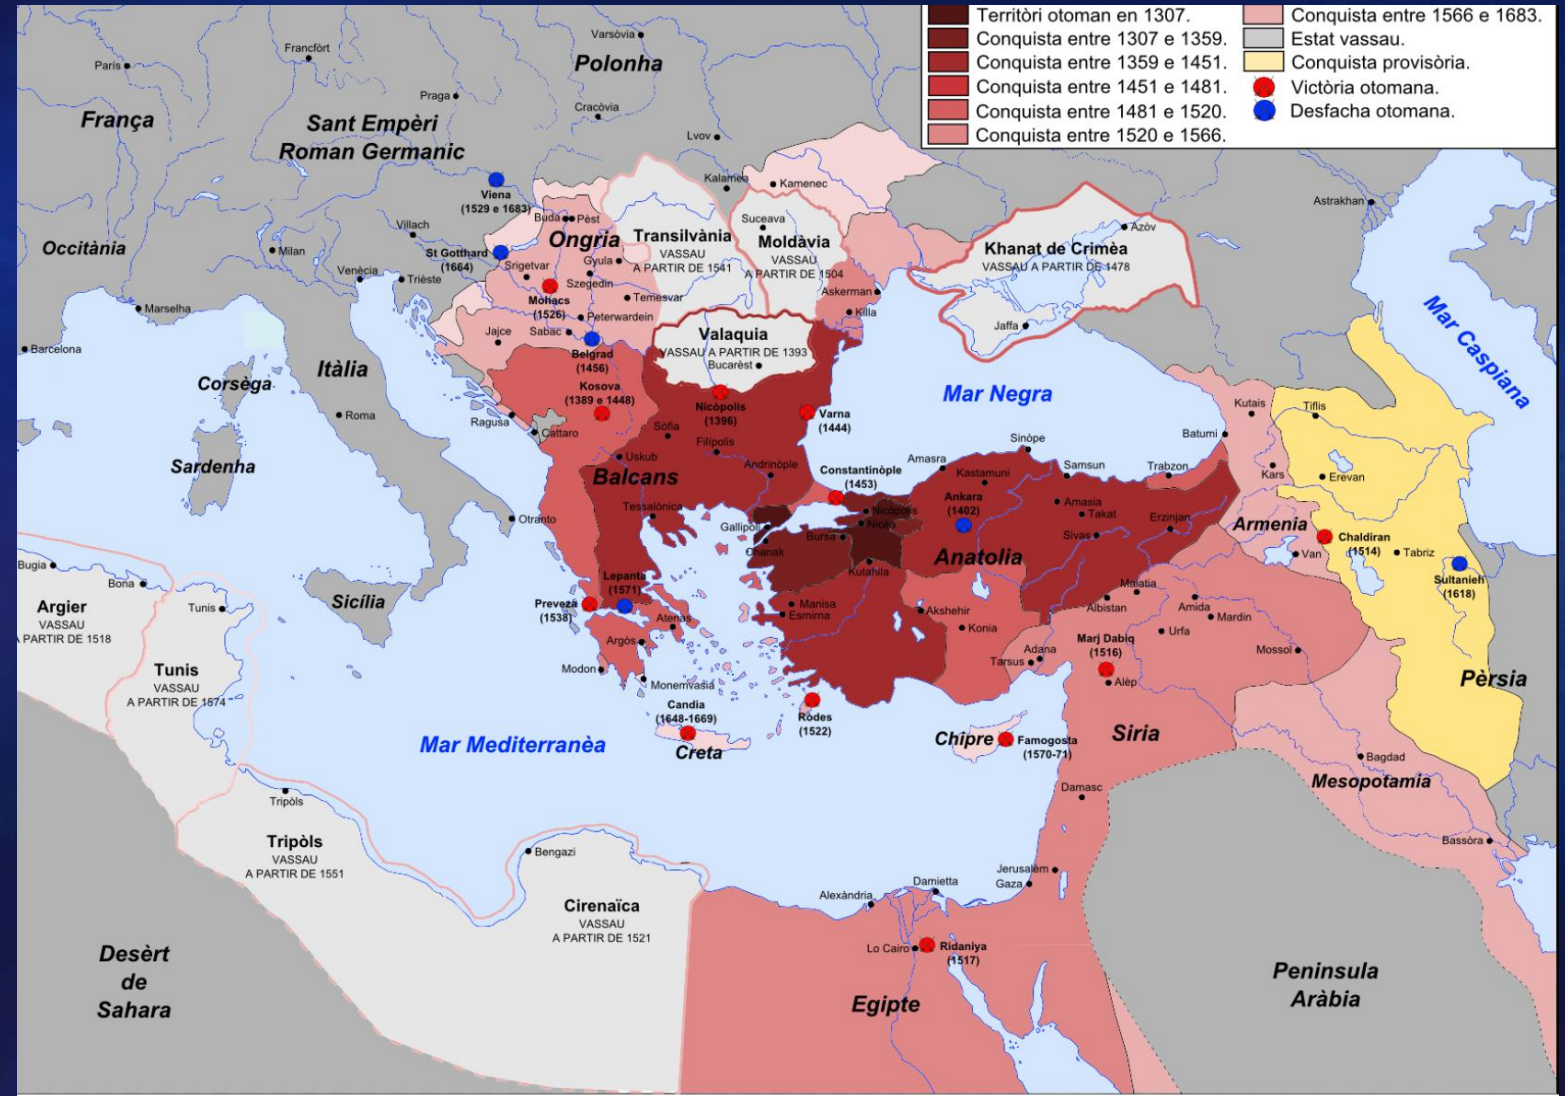 Territòri otoman en 1307.
Conquista entre 1307 e 1359.
Conquista entre 1359 e 1451.
Conquista entre 1451 e 1481.
Conquista entre 1481 e 1520.
Conquista entre 1520 e 1566.
Conquista entre 1566 e 1683.
Estat vassau.
Conquista provisòria.
Victòria otomana.
Desfacha otomana.
Francfòrt
Varsòvia
París
Polonha
Praga
Cracòvia
França
Sant Empèri
Roman Germanic
Lvov
Viena
(1529 e 1683)
Kalamea
Kamenec
Astrakhan
Villach
Buda
Pèst
Suceava
Azòv
Occitània
Milan
St Gotthard
(1664)
Ongria
Transilvània
VASSAU
A PARTIR DE 1541
Moldàvia
VASSAU
A PARTIR DE 1504
Khanat de Crimèa
VASSAU A PARTIR DE 1478
Venècia
Trièste
Srigetvar
Gyula
Szegedin
Askerman
Marselha
Mohacs
(1526)
Temesvar
Killa
Peterwardein
Jaffa
Mar Caspiana
Barcelona
Jajce
Sabac
Belgrad
(1456)
Valaquia
VASSAU A PARTIR DE 1393
Bucarèst
Itàlia
Corsèga
Kosova
(1389 e 1448)
Mar Negra
Roma
Ragusa
Cattaro
Nicòpolis
(1396)
Varna
(1444)
Kutais
Tiflis
Batumi
Sòfia
Filípolis
Sinòpe
Sardenha
Uskub
Balcans
Andrinòple
Constantinòple
(1453)
Amasra
Kastamuni
Samsun
Trabzon
Kars
Erevan
Otranto
Tessalònica
Gallipoli
Chanak
Nicòpolis
Nicèa
Bursa
Kutahila
Ankara
(1402)
Amasia
Takat
Sivas
Erzinjan
Anatolia
Armenia
Van
Chaldiran
(1514)
Tabriz
Sultanieh
(1618)
Bugia
Bona
Argier
VASSAU
A PARTIR DE 1518
Tunis
Sicília
Lepanta
(1571)
Preveza
(1538)
Atenas
Argòs
Modon
Monemvasia
Manisa
Esmirna
Akshehir
Konia
Malatia
Albistan
Amida
Mardin
Urfa
Adana
Tarsus
Marj Dabiq
(1516)
Alèp
Mossol
Pèrsia
Tunis
VASSAU
A PARTIR DE 1574
Candia
(1648-1669)
Creta
Ròdes
(1522)
Chipre
Famogosta
(1570-71)
Siria
Mar Mediterranèa
Bagdad
Mesopotamia
Damasc
Bassòra
Tripòls
Tripòls
VASSAU
A PARTIR DE 1551
Bengazi
Cirenaïca
VASSAU
A PARTIR DE 1521
Alexàndria
Damietta
Jerusalèm
Gaza
Lo Cairo
Ridaniya
(1517)
Egipte
Desèrt
de
Sahara
Peninsula
Aràbia